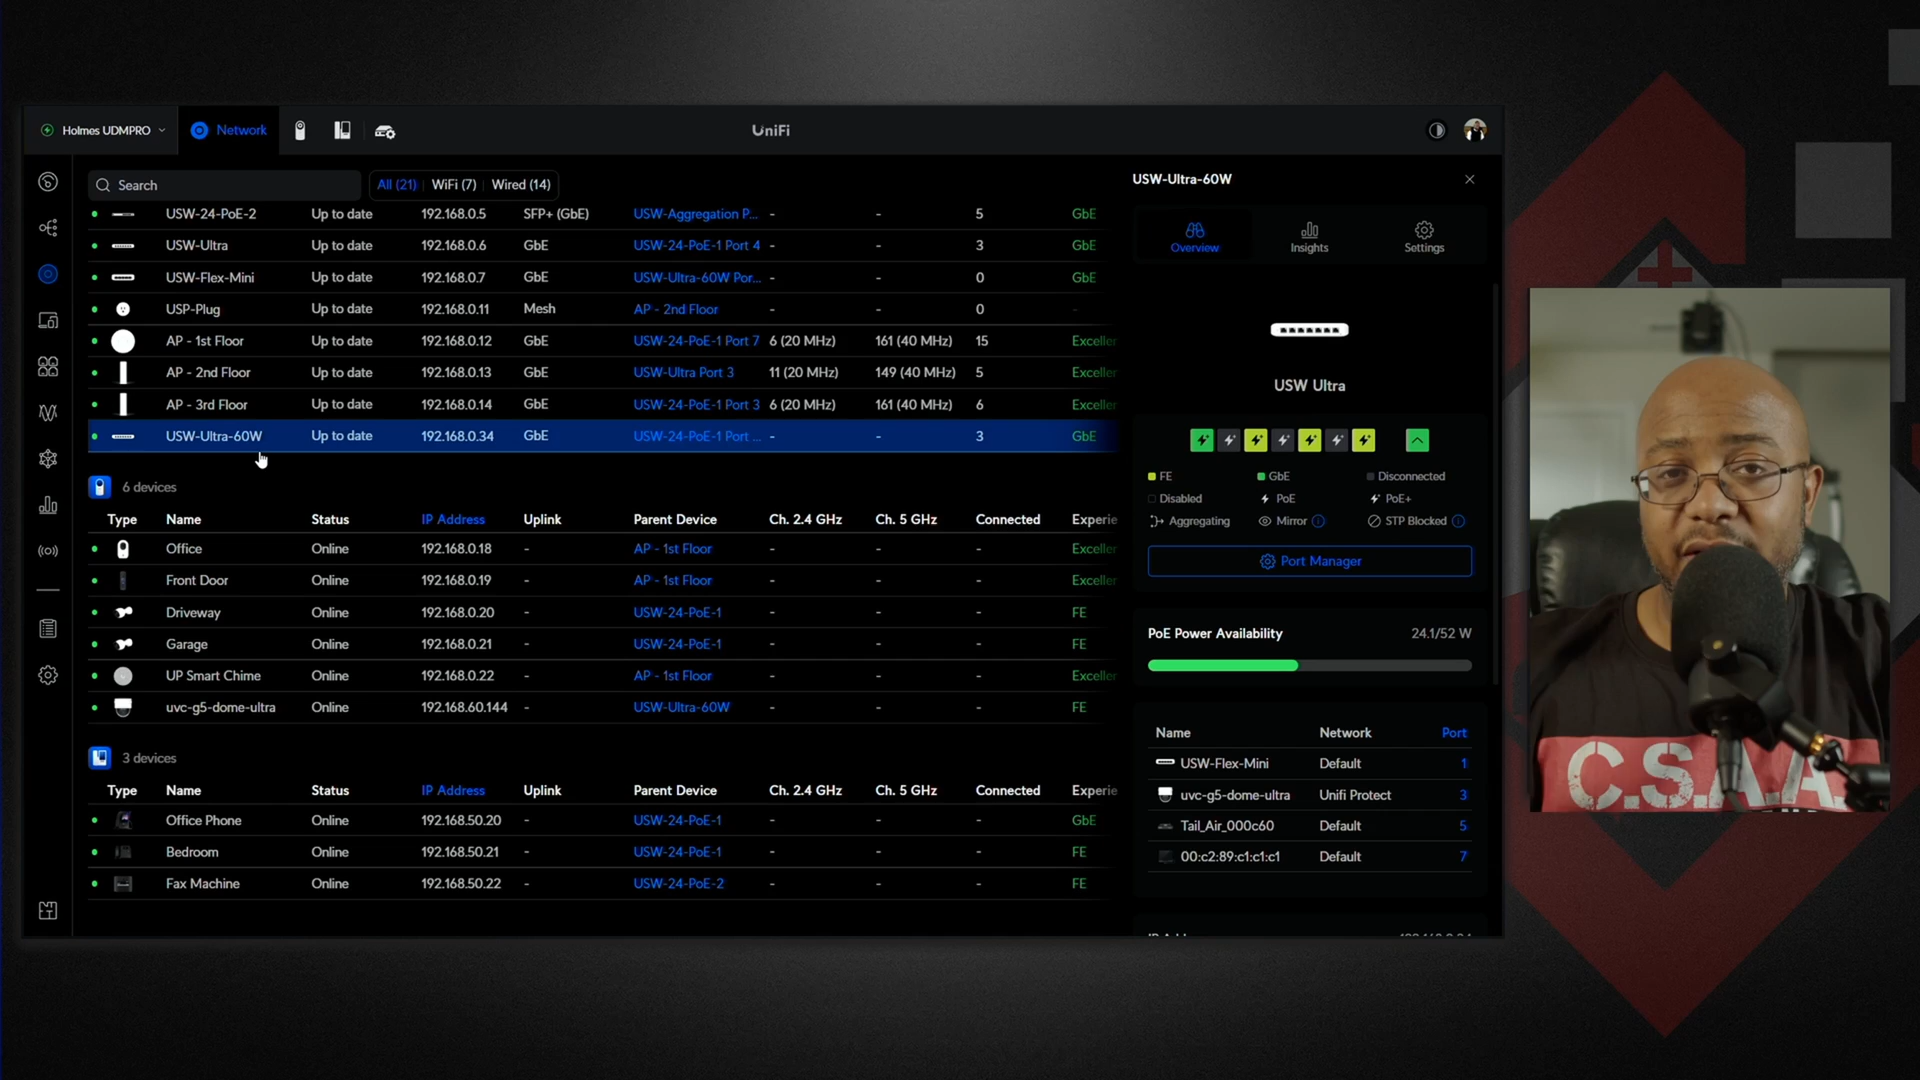 Holmes UDMPRO Network UniFi
Search All (21) WiFi (7) Wired (14)
USW-24-PoE-2 Up to date 192.168.0.5 SFP+ (GbE) USW-Aggregation P... - - 5 GbE
USW-Ultra Up to date 192.168.0.6 GbE USW-24-PoE-1 Port 4 - - 3 GbE
USW-Flex-Mini Up to date 192.168.0.7 GbE USW-Ultra-60W Por... - - 0 GbE
USP-Plug Up to date 192.168.0.11 Mesh AP - 2nd Floor - - 0 -
AP - 1st Floor Up to date 192.168.0.12 GbE USW-24-PoE-1 Port 7 6 (20 MHz) 161 (40 MHz) 15 Exceller
AP - 2nd Floor Up to date 192.168.0.13 GbE USW-Ultra Port 3 11 (20 MHz) 149 (40 MHz) 5 Exceller
AP - 3rd Floor Up to date 192.168.0.14 GbE USW-24-PoE-1 Port 3 6 (20 MHz) 161 (40 MHz) 6 Exceller
USW-Ultra-60W Up to date 192.168.0.34 GbE USW-24-PoE-1 Port ... - - 3 GbE
6 devices
Type Name Status IP Address Uplink Parent Device Ch. 2.4 GHz Ch. 5 GHz Connected Experie
Office Online 192.168.0.18 - AP - 1st Floor - - - Exceller
Front Door Online 192.168.0.19 - AP - 1st Floor - - - Exceller
Driveway Online 192.168.0.20 - USW-24-PoE-1 - - - FE
Garage Online 192.168.0.21 - USW-24-PoE-1 - - - FE
UP Smart Chime Online 192.168.0.22 - AP - 1st Floor - - - Exceller
uvc-g5-dome-ultra Online 192.168.60.144 - USW-Ultra-60W - - - FE
3 devices
Type Name Status IP Address Uplink Parent Device Ch. 2.4 GHz Ch. 5 GHz Connected Experie
Office Phone Online 192.168.50.20 - USW-24-PoE-1 - - - GbE
Bedroom Online 192.168.50.21 - USW-24-PoE-1 - - - FE
Fax Machine Online 192.168.50.22 - USW-24-PoE-2 - - - FE
USW-Ultra-60W
Overview Insights Settings
USW Ultra
FE GbE Disconnected
Disabled PoE PoE+
Aggregating Mirror STP Blocked
Port Manager
PoE Power Availability 24.1/52 W
Name Network Port
USW-Flex-Mini Default 1
uvc-g5-dome-ultra Unifi Protect 3
Tail_Air_000c60 Default 5
00:c2:89:c1:c1:c1 Default 7
C.S.A.A.